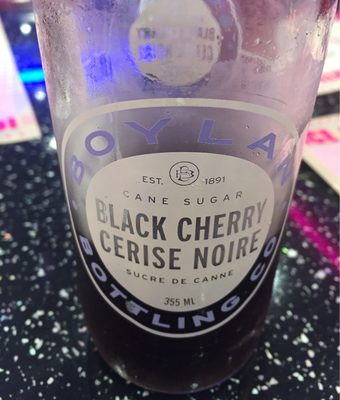 BOYLAN
EST. B 1891
CANE SUGAR
BLACK CHERRY
CERISE NOIRE
SUCRE DE CANNE
355 ML
BOTTLING CO